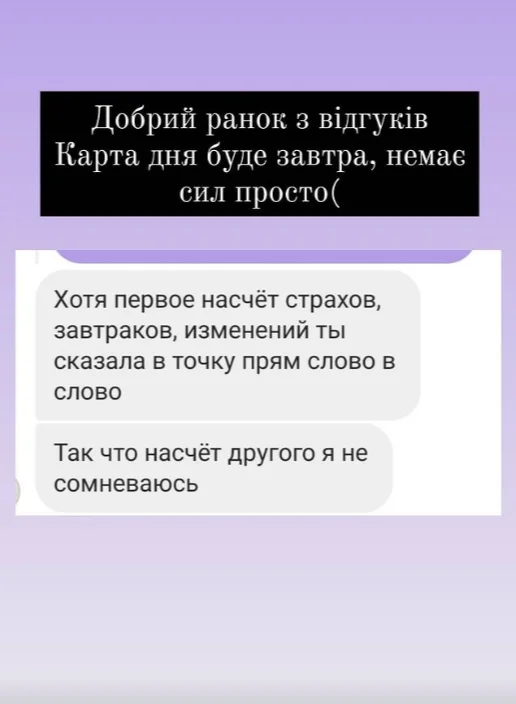 Добрий ранок з відгуків
Карта дня буде завтра, немає
сил просто(
Хотя первое насчёт страхов,
завтраков, изменений ты
сказала в точку прям слово в
слово
Так что насчёт другого я не
сомневаюсь